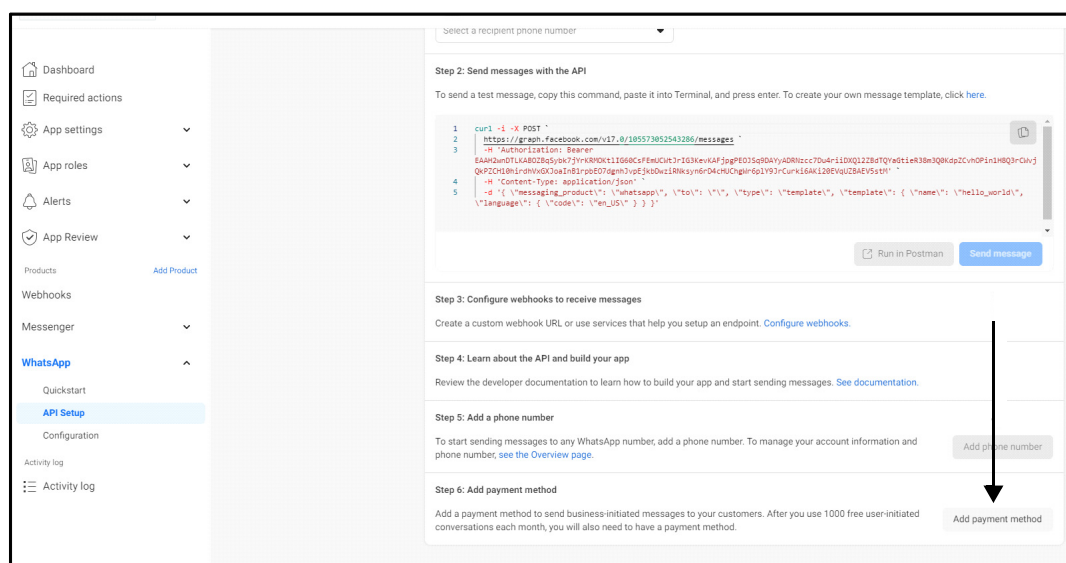 Select a recipient phone number
Dashboard
Required actions
App settings
App roles
Alerts
App Review
Products
Add Product
Webhooks
Messenger
WhatsApp
Quickstart
API Setup
Configuration
Activity log
Activity log
Step 2: Send messages with the API
To send a test message, copy this command, paste it into Terminal, and press enter. To create your own message template, click here.
1 curl -i -X POST `
2 https://graph.facebook.com/v17.0/105573052543286/messages `
3 -H 'Authorization: Bearer
4 -H 'Content-Type: application/json' `
5 -d '{ \"messaging_product\": \"whatsapp\", \"to\": \"\", \"type\": \"template\", \"template\": { \"name\": \"hello_world\",
\"language\": { \"code\": \"en_US\" } } }'
Run in Postman
Send message
Step 3: Configure webhooks to receive messages
Create a custom webhook URL or use services that help you setup an endpoint. Configure webhooks.
Step 4: Learn about the API and build your app
Review the developer documentation to learn how to build your app and start sending messages. See documentation.
Step 5: Add a phone number
To start sending messages to any WhatsApp number, add a phone number. To manage your account information and
phone number, see the Overview page.
Add phone number
Step 6: Add payment method
Add a payment method to send business-initiated messages to your customers. After you use 1000 free user-initiated
conversations each month, you will also need to have a payment method.
Add payment method